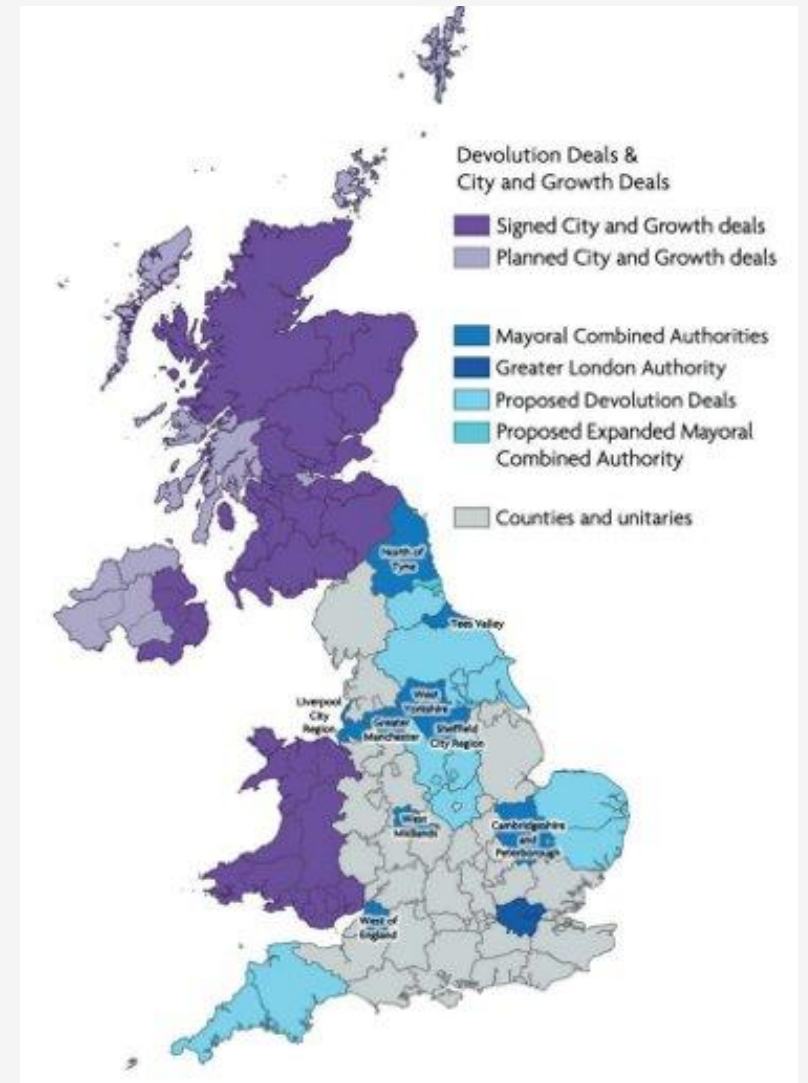 Devolution Deals &
City and Growth Deals
Signed City and Growth deals
Planned City and Growth deals
Mayoral Combined Authorities
Greater London Authority
Proposed Devolution Deals
Proposed Expanded Mayoral
Combined Authority
Counties and unitaries
North of
Tyne
Tees Valley
Liverpool
City
Region
West
Yorkshire
Greater
Manchester
Sheffield
City Region
West
Midlands
Cambridgeshire
and
Peterborough
West of
England